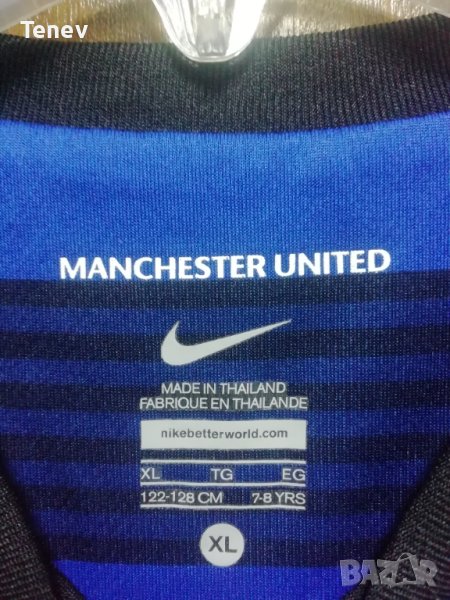 Tenev
MANCHESTER UNITED
MADE IN THAILAND
FABRIQUE EN THAILANDE
nikebetterworld.com
XL TG EG
122-128 CM 7-8 YRS
XL
BAZAR